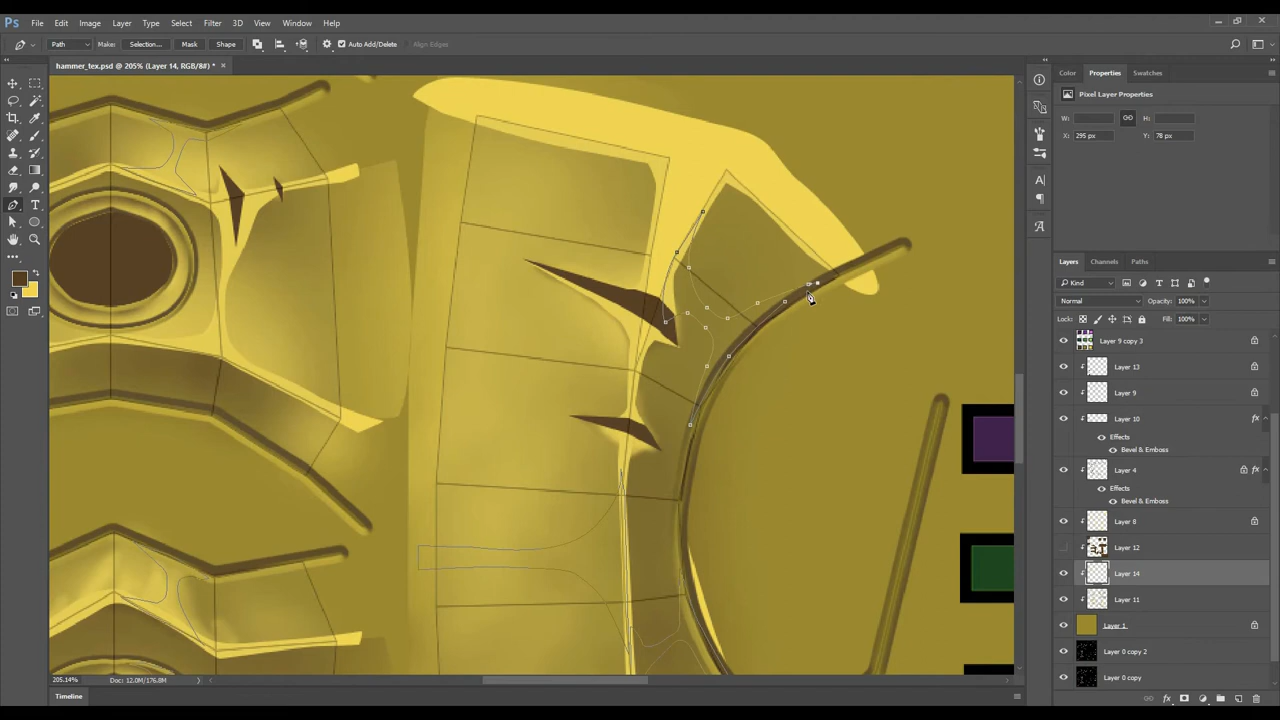 Ps File Edit Image Layer Type Select Filter 3D View Window Help
Path Make: Selection... Mask Shape Auto Add/Delete Align Edges
hammer_tex.psd @ 205% (Layer 14, RGB/8#) *
Color Properties Swatches
Pixel Layer Properties
W: H:
X: 295 px Y: 78 px
Layers Channels Paths
Kind
Normal Opacity: 100%
Lock: Fill: 100%
Layer 9 copy 3
Layer 13
Layer 9
Layer 10
Effects
Bevel & Emboss
Layer 4
Effects
Bevel & Emboss
Layer 8
Layer 12
Layer 14
Layer 11
Layer 1
Layer 0 copy 2
Layer 0 copy
205.14% Doc: 12.0M/176.8M
Timeline